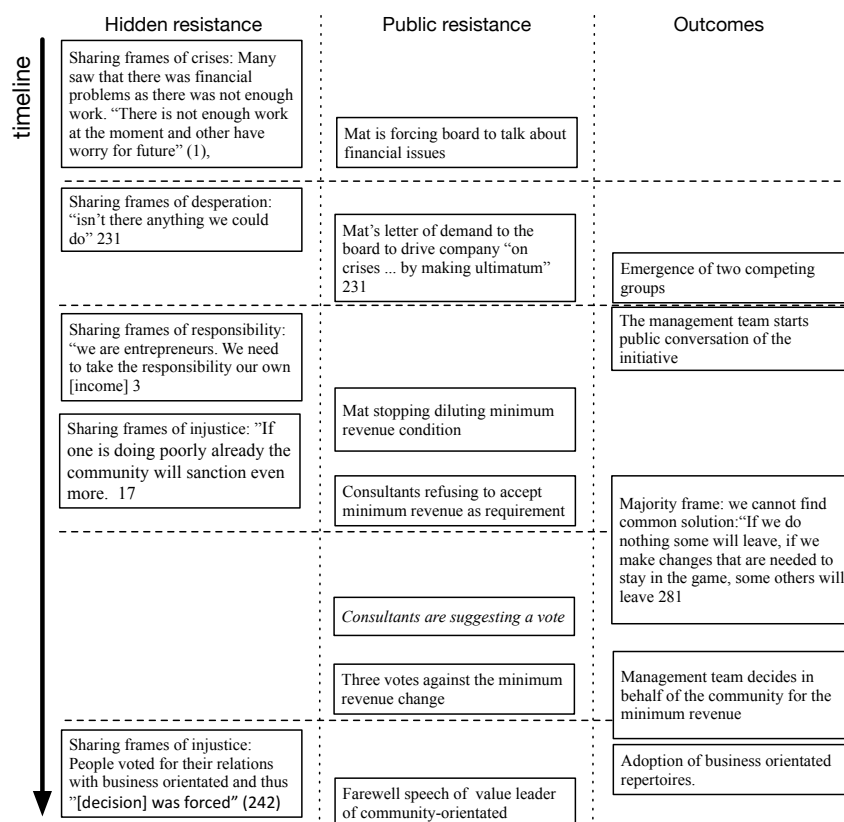 Hidden resistance
Public resistance
Outcomes
timeline
Sharing frames of crises: Many
saw that there was financial
problems as there was not enough
work. “There is not enough work
at the moment and other have
worry for future” (1),
Mat is forcing board to talk about
financial issues
Sharing frames of desperation:
“isn’t there anything we could
do” 231
Mat’s letter of demand to the
board to drive company “on
crises ... by making ultimatum”
231
Emergence of two competing
groups
Sharing frames of responsibility:
“we are entrepreneurs. We need
to take the responsibility our own
[income] 3
The management team starts
public conversation of the
initiative
Mat stopping diluting minimum
revenue condition
Sharing frames of injustice: ”If
one is doing poorly already the
community will sanction even
more. 17
Consultants refusing to accept
minimum revenue as requirement
Majority frame: we cannot find
common solution:“If we do
nothing some will leave, if we
make changes that are needed to
stay in the game, some others will
leave 281
Consultants are suggesting a vote
Three votes against the minimum
revenue change
Management team decides in
behalf of the community for the
minimum revenue
Sharing frames of injustice:
People voted for their relations
with business orientated and thus
”[decision] was forced” (242)
Adoption of business orientated
repertoires.
Farewell speech of value leader
of community-orientated